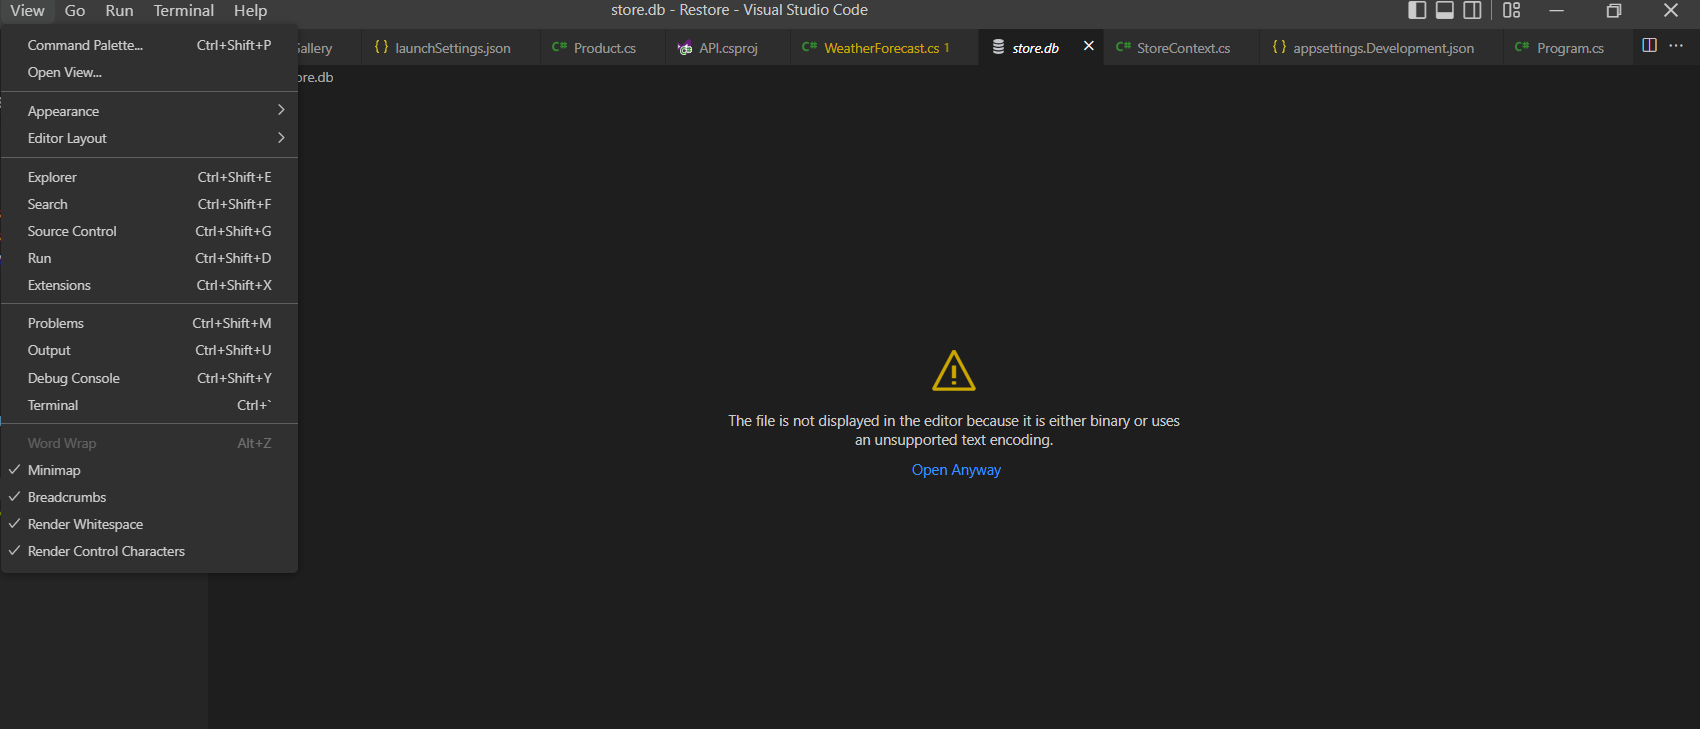 View Go Run Terminal Help
store.db - Restore - Visual Studio Code
Gallery
launchSettings.json
Product.cs
API.csproj
WeatherForecast.cs 1
store.db
StoreContext.cs
appsettings.Development.json
Program.cs
ore.db
Command Palette... Ctrl+Shift+P
Open View...
Appearance
Editor Layout
Explorer Ctrl+Shift+E
Search Ctrl+Shift+F
Source Control Ctrl+Shift+G
Run Ctrl+Shift+D
Extensions Ctrl+Shift+X
Problems Ctrl+Shift+M
Output Ctrl+Shift+U
Debug Console Ctrl+Shift+Y
Terminal Ctrl+`
Word Wrap Alt+Z
Minimap
Breadcrumbs
Render Whitespace
Render Control Characters
The file is not displayed in the editor because it is either binary or uses
an unsupported text encoding.
Open Anyway